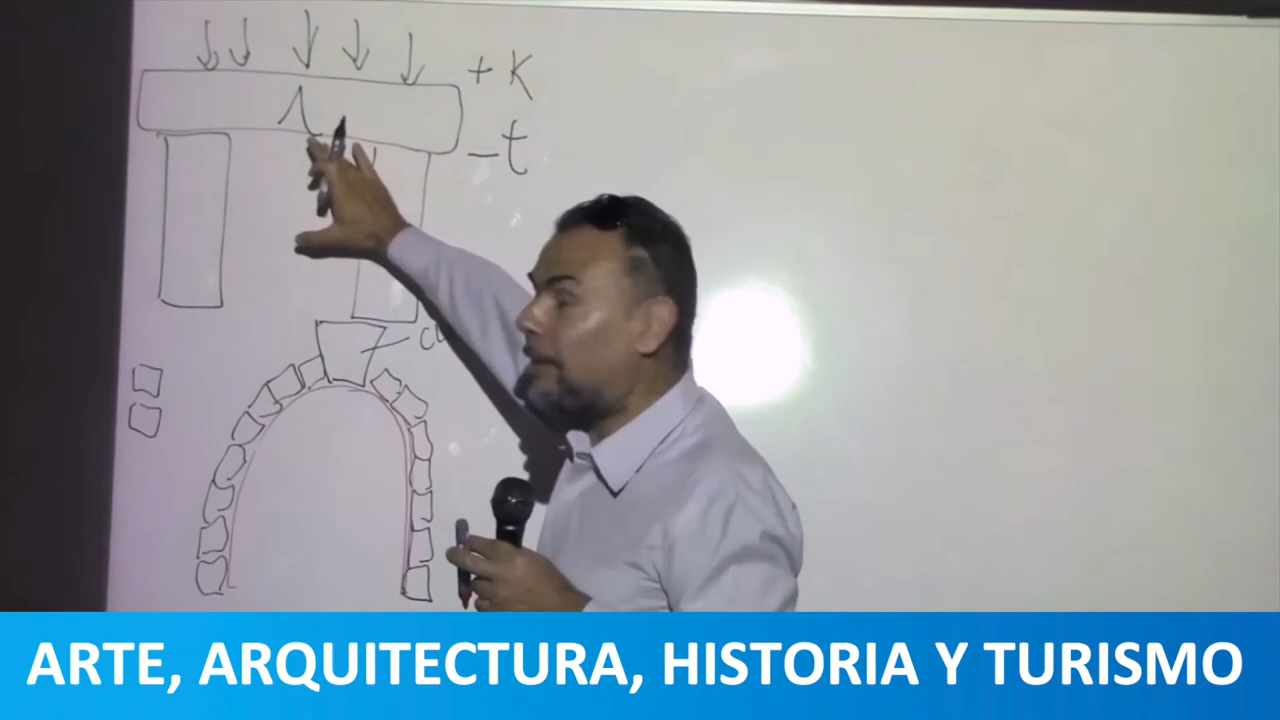 + K
- t
ARTE, ARQUITECTURA, HISTORIA Y TURISMO